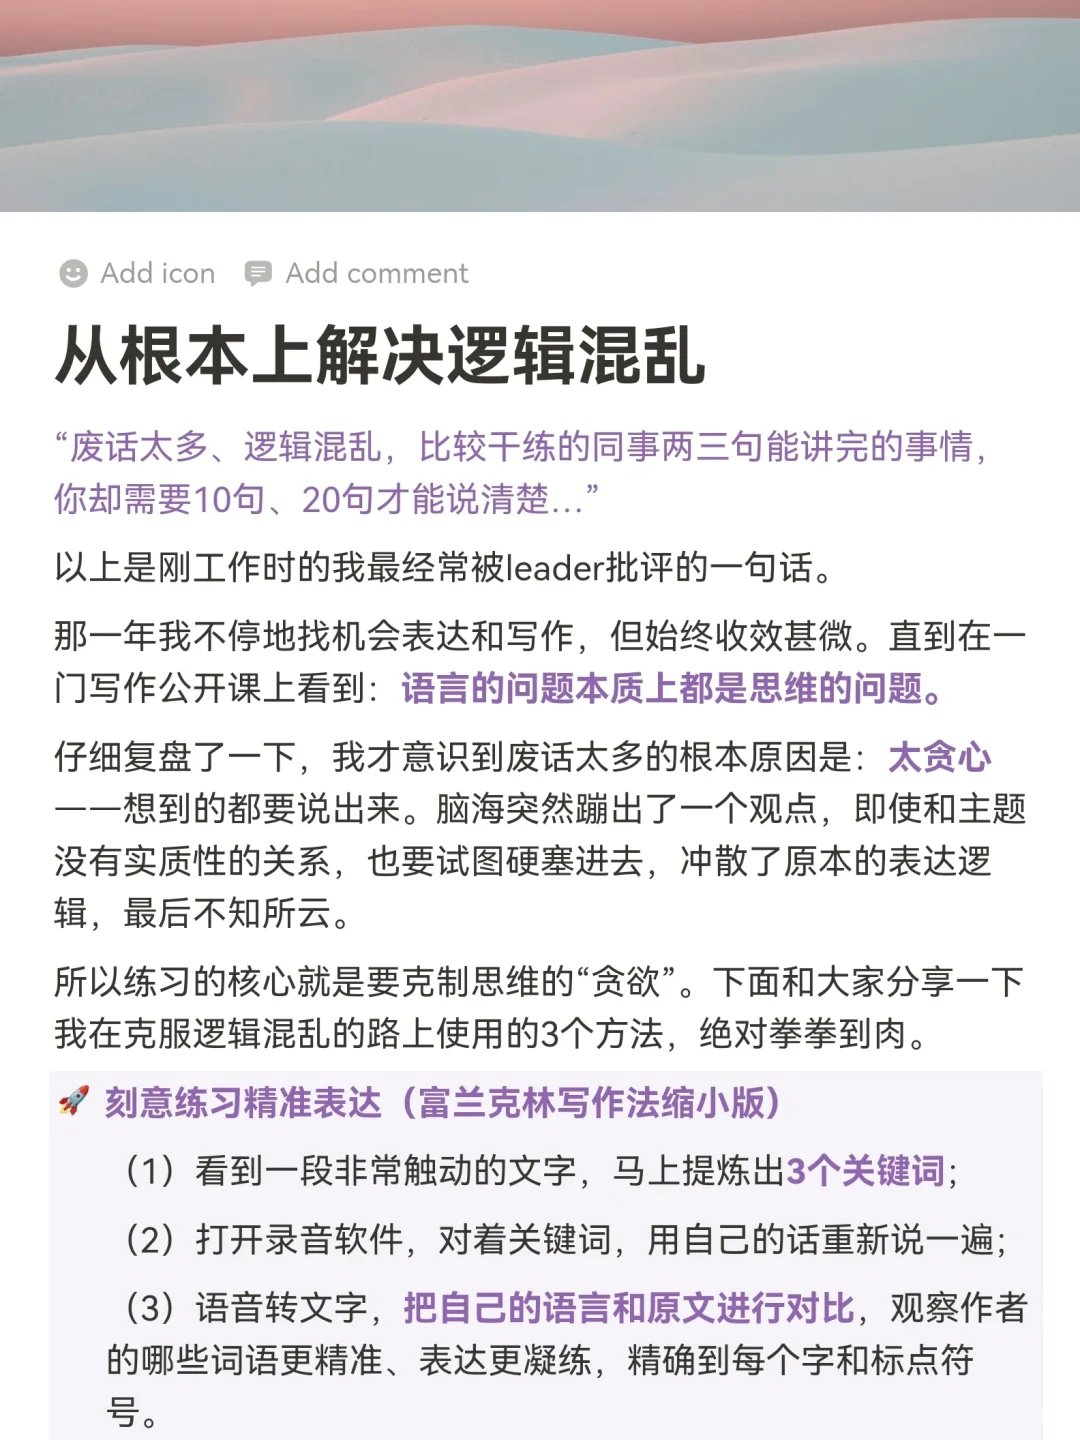 Add icon Add comment
从根本上解决逻辑混乱
“废话太多、逻辑混乱，比较干练的同事两三句能讲完的事情，
你却需要10句、20句才能说清楚…”
以上是刚工作时的我最经常被leader批评的一句话。
那一年我不停地找机会表达和写作，但始终收效甚微。直到在一
门写作公开课上看到：语言的问题本质上都是思维的问题。
仔细复盘了一下，我才意识到废话太多的根本原因是：太贪心
——想到的都要说出来。脑海突然蹦出了一个观点，即使和主题
没有实质性的关系，也要试图硬塞进去，冲散了原本的表达逻
辑，最后不知所云。
所以练习的核心就是要克制思维的“贪欲”。下面和大家分享一下
我在克服逻辑混乱的路上使用的3个方法，绝对拳拳到肉。
🚀 刻意练习精准表达（富兰克林写作法缩小版）
（1）看到一段非常触动的文字，马上提炼出3个关键词；
（2）打开录音软件，对着关键词，用自己的话重新说一遍；
（3）语音转文字，把自己的语言和原文进行对比，观察作者
的哪些词语更精准、表达更凝练，精确到每个字和标点符
号。